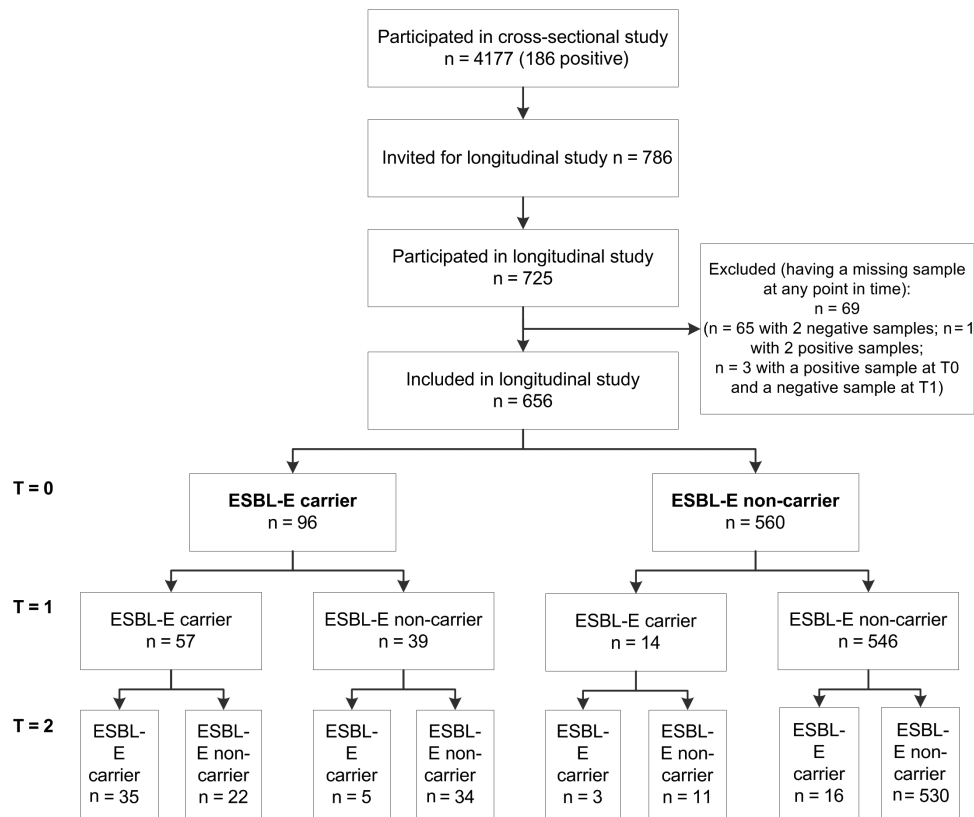 Participated in cross-sectional study
n = 4177 (186 positive)
Invited for longitudinal study n = 786
Participated in longitudinal study
n = 725
Excluded (having a missing sample
at any point in time):
n = 69
(n = 65 with 2 negative samples; n = 1
with 2 positive samples;
n = 3 with a positive sample at T0
and a negative sample at T1)
Included in longitudinal study
n = 656
T = 0
ESBL-E carrier
n = 96
ESBL-E non-carrier
n = 560
T = 1
ESBL-E carrier
n = 57
ESBL-E non-carrier
n = 39
ESBL-E carrier
n = 14
ESBL-E non-carrier
n = 546
T = 2
ESBL-
E
carrier
n = 35
ESBL-
E non-
carrier
n = 22
ESBL-
E
carrier
n = 5
ESBL-
E non-
carrier
n = 34
ESBL-
E
carrier
n = 3
ESBL-
E non-
carrier
n = 11
ESBL-
E
carrier
n = 16
ESBL-
E non-
carrier
n = 530